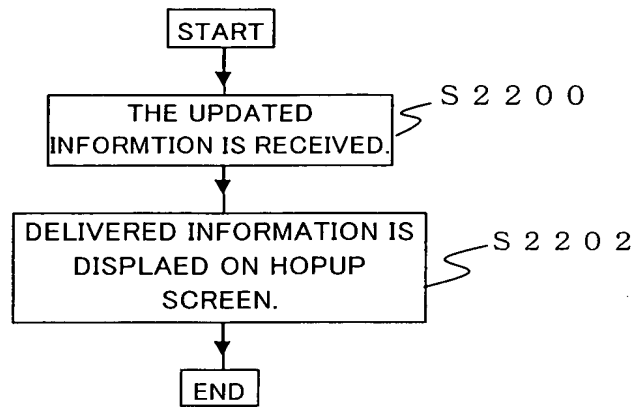 START
THE UPDATED
INFORMTION IS RECEIVED.
S2200
DELIVERED INFORMATION IS
DISPLAED ON HOPUP
SCREEN.
S2202
END